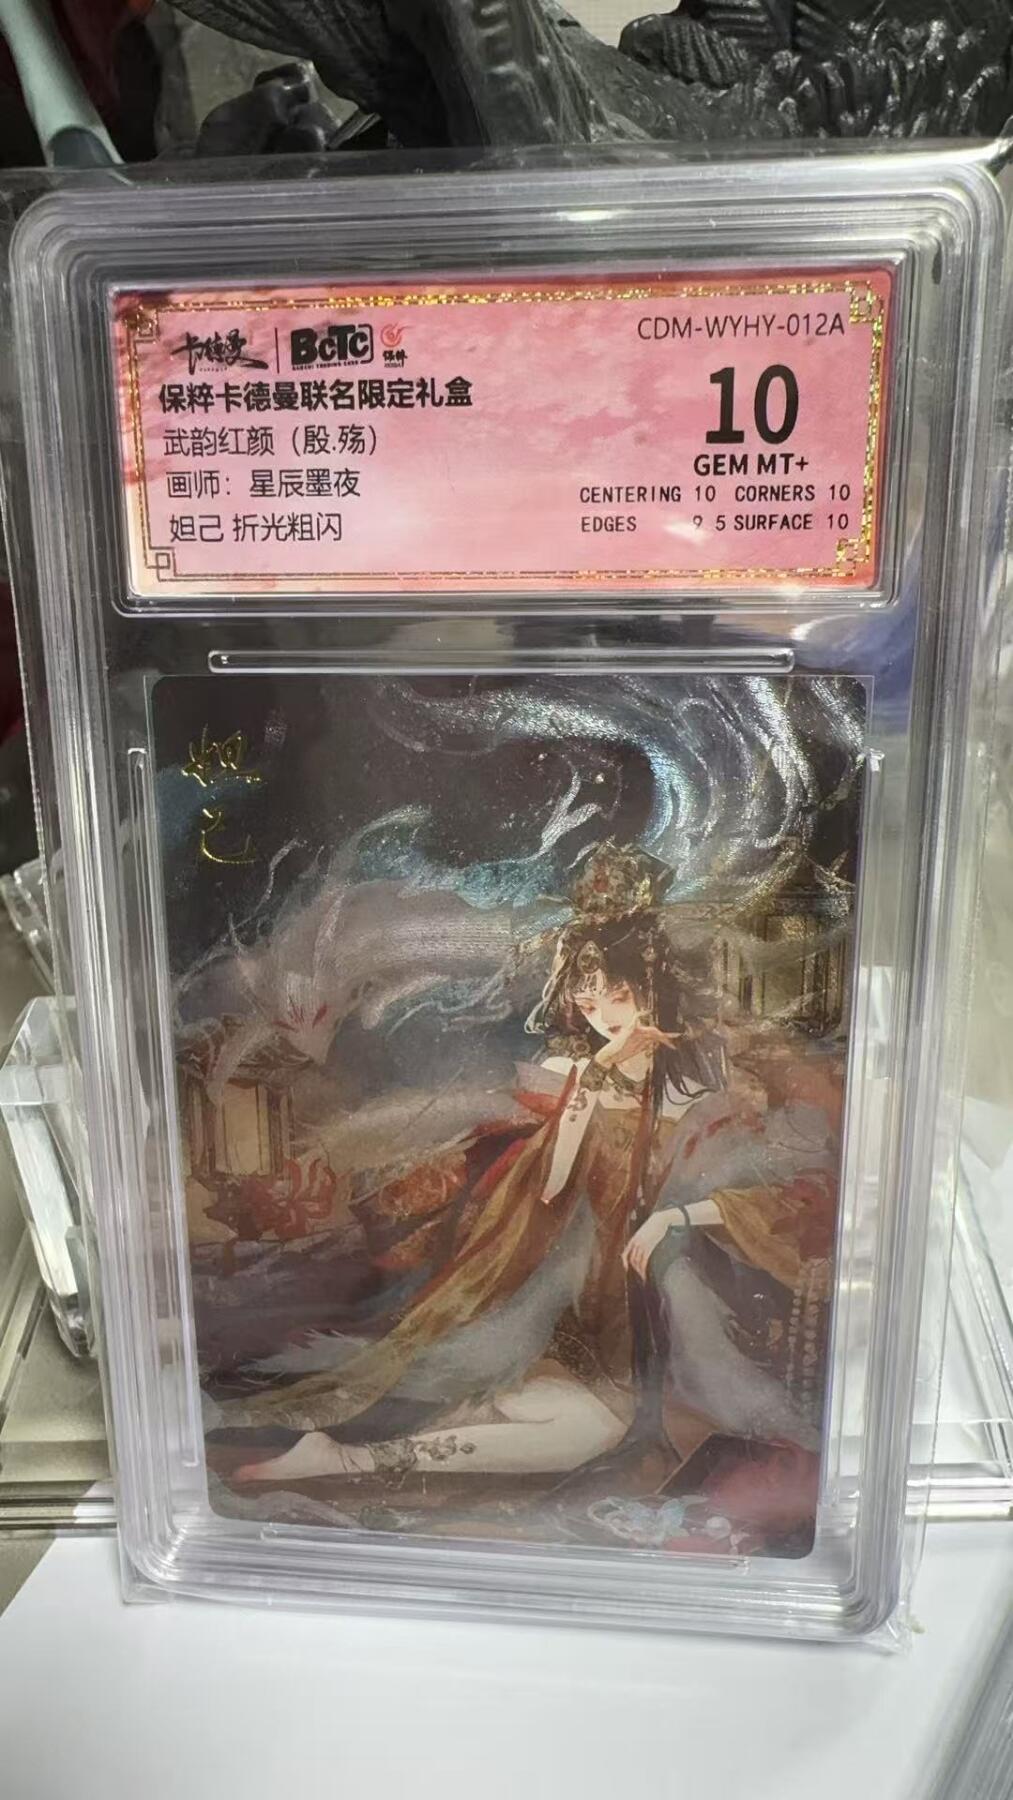 卡德曼 BCTC 保粹
CDM-WYHY-012A
保粹卡德曼联名限定礼盒
武韵红颜（殷.殇）
画师：星辰墨夜
妲己 折光粗闪
10
GEM MT+
CENTERING 10 CORNERS 10
EDGES 9 5 SURFACE 10
妲己